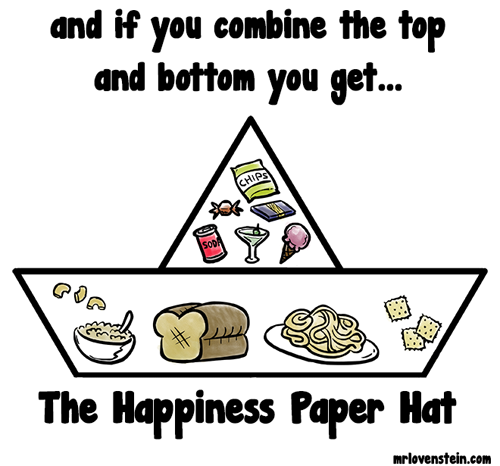 and if you combine the top
and bottom you get...
CHIPS
SODA
The Happiness Paper Hat
mrlovenstein.com